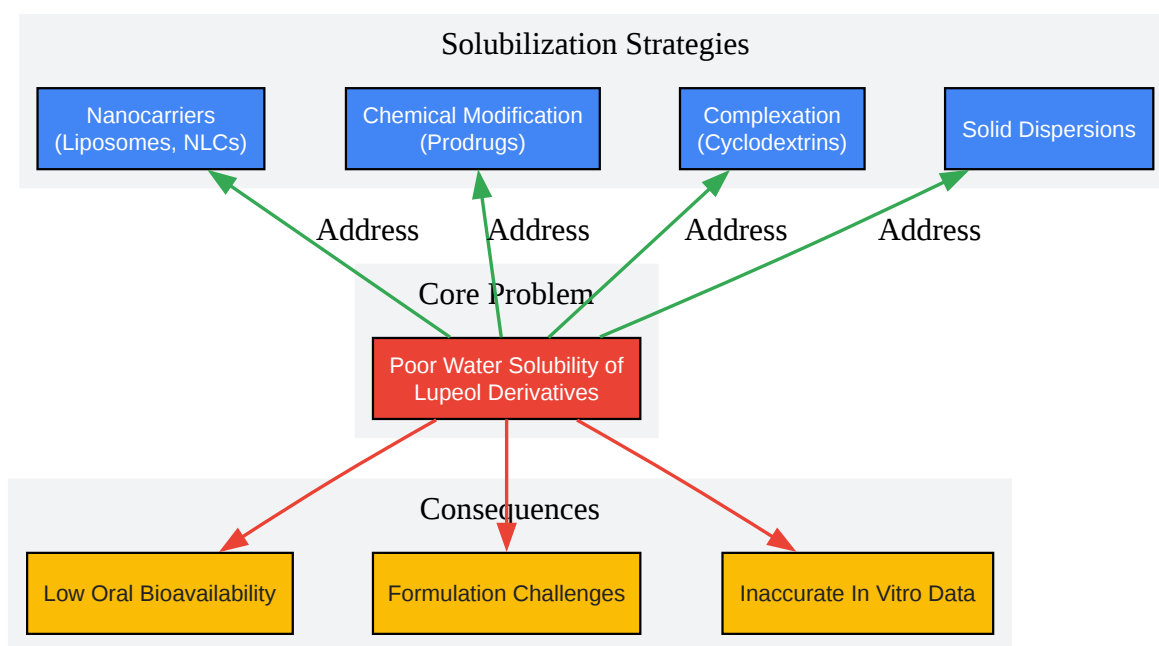 Solubilization Strategies
Nanocarriers
(Liposomes, NLCs)
Chemical Modification
(Prodrugs)
Complexation
(Cyclodextrins)
Solid Dispersions
Address
Address
Address
Address
Core Problem
Poor Water Solubility of
Lupeol Derivatives
Consequences
Low Oral Bioavailability
Formulation Challenges
Inaccurate In Vitro Data